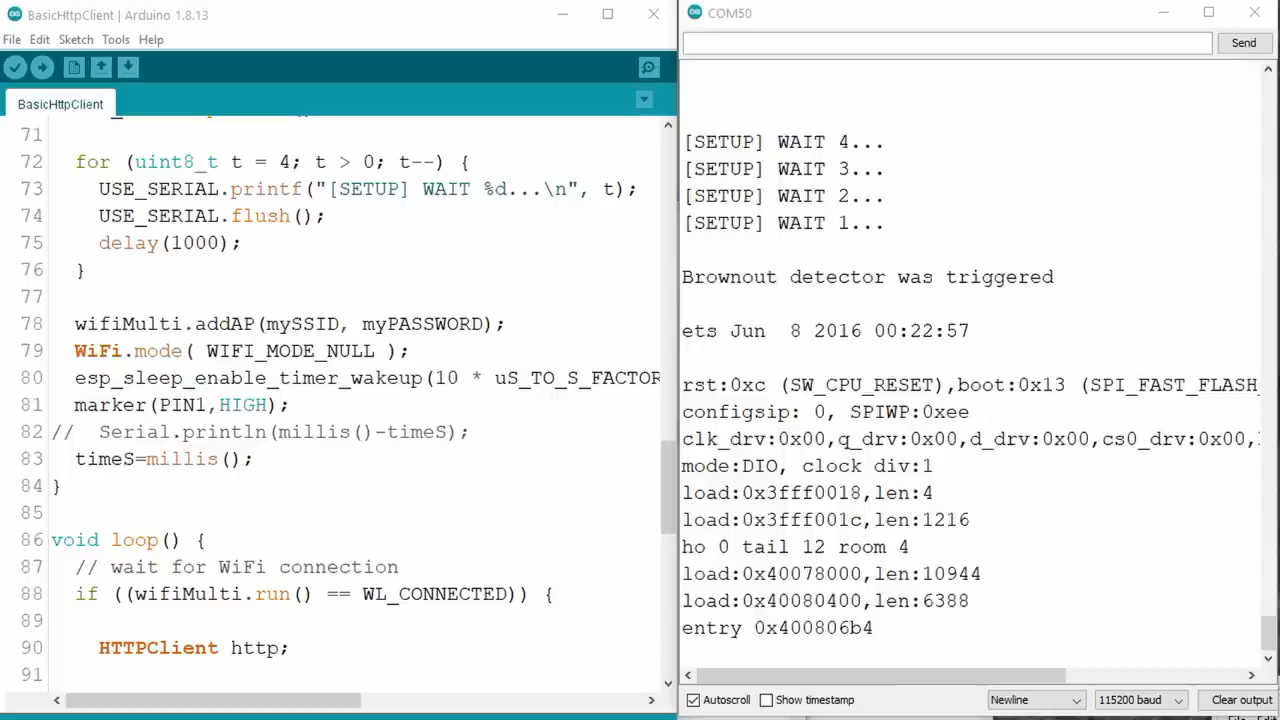 BasicHttpClient | Arduino 1.8.13
File Edit Sketch Tools Help
BasicHttpClient
71
72 for (uint8_t t = 4; t > 0; t--) {
73 USE_SERIAL.printf("[SETUP] WAIT %d...\n", t);
74 USE_SERIAL.flush();
75 delay(1000);
76 }
77
78 wifiMulti.addAP(mySSID, myPASSWORD);
79 WiFi.mode( WIFI_MODE_NULL );
80 esp_sleep_enable_timer_wakeup(10 * uS_TO_S_FACTOR
81 marker(PIN1,HIGH);
82 // Serial.println(millis()-timeS);
83 timeS=millis();
84 }
85
86 void loop() {
87 // wait for WiFi connection
88 if ((wifiMulti.run() == WL_CONNECTED)) {
89
90 HTTPClient http;
91
COM50
Send
[SETUP] WAIT 4...
[SETUP] WAIT 3...
[SETUP] WAIT 2...
[SETUP] WAIT 1...
Brownout detector was triggered
ets Jun 8 2016 00:22:57
rst:0xc (SW_CPU_RESET),boot:0x13 (SPI_FAST_FLASH_
configsip: 0, SPIWP:0xee
clk_drv:0x00,q_drv:0x00,d_drv:0x00,cs0_drv:0x00,
mode:DIO, clock div:1
load:0x3fff0018,len:4
load:0x3fff001c,len:1216
ho 0 tail 12 room 4
load:0x40078000,len:10944
load:0x40080400,len:6388
entry 0x400806b4
Autoscroll Show timestamp Newline 115200 baud Clear output